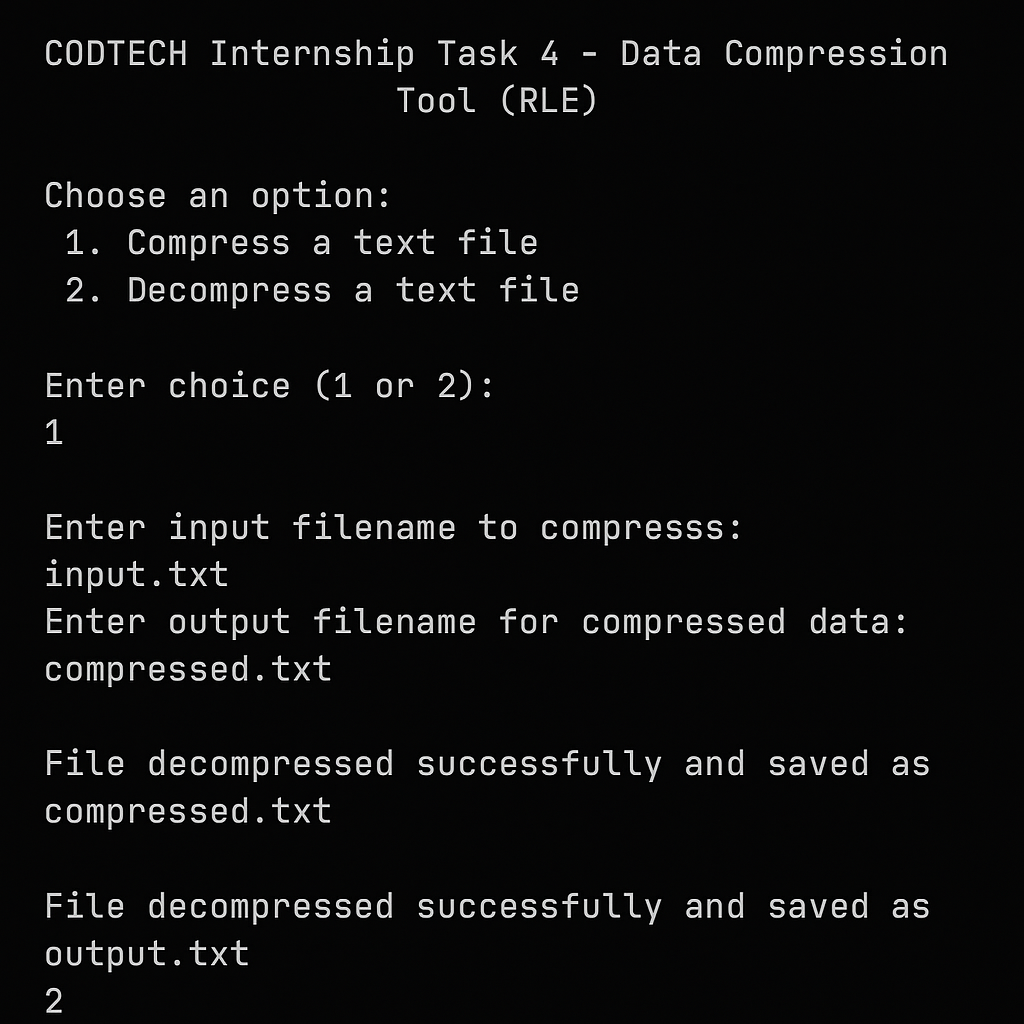 CODTECH Internship Task 4 - Data Compression
Tool (RLE)
Choose an option:
1. Compress a text file
2. Decompress a text file
Enter choice (1 or 2):
1
Enter input filename to compresss:
input.txt
Enter output filename for compressed data:
compressed.txt
File decompressed successfully and saved as
compressed.txt
File decompressed successfully and saved as
output.txt
2